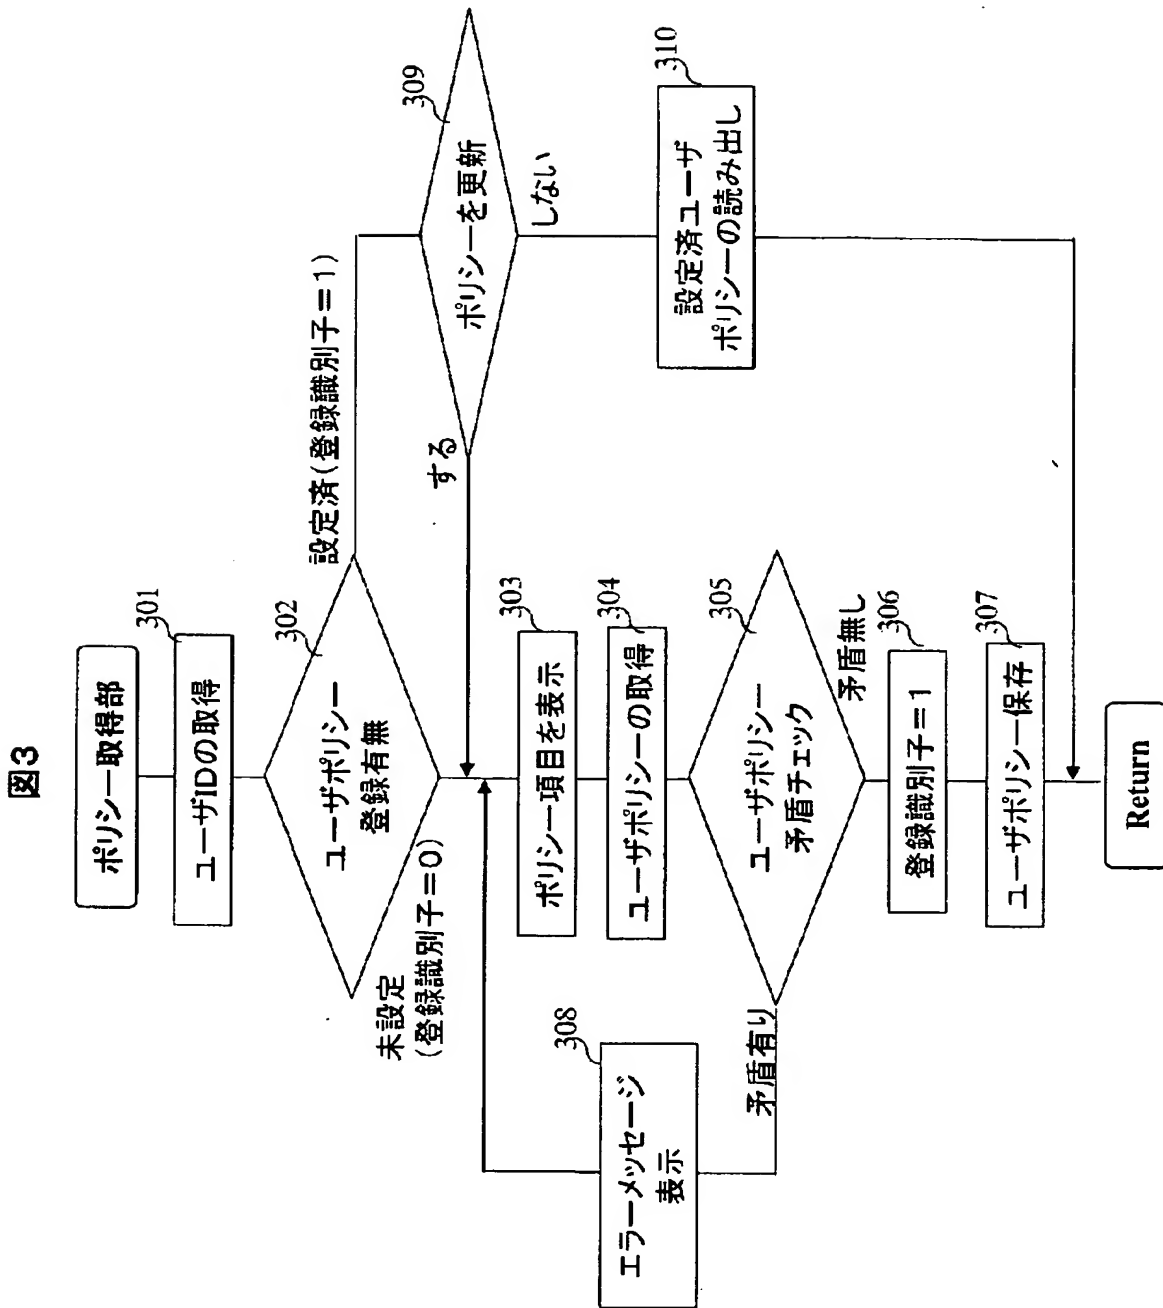 図3
ポリシー取得部
301
ユーザIDの取得
302
ユーザポリシー
登録有無
設定済(登録識別子=1)
未設定
(登録識別子=0)
309
ポリシーを更新
する
しない
310
設定済ユーザ
ポリシーの読み出し
303
ポリシー項目を表示
304
ユーザポリシーの取得
305
ユーザポリシー
矛盾チェック
矛盾有り
矛盾無し
308
エラーメッセージ
表示
306
登録識別子=1
307
ユーザポリシー保存
Return